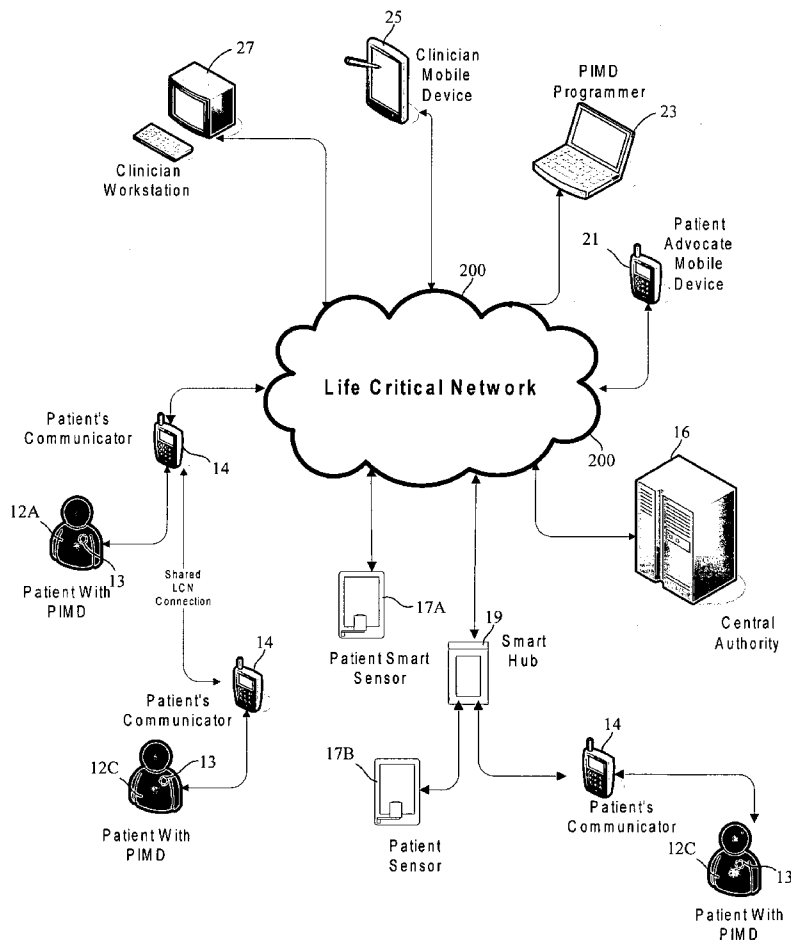 25
27
Clinician
Mobile
Device
PIMD
Programmer
23
Clinician
Workstation
21
Patient
Advocate
Mobile
Device
200
Life Critical Network
Patient's
Communicator
14
200
16
12A
13
Patient With
PIMD
Shared
LCN
Connection
17A
Patient Smart
Sensor
19
Smart
Hub
Central
Authority
14
Patient's
Communicator
12C
13
Patient With
PIMD
17B
Patient
Sensor
14
Patient's
Communicator
12C
13
Patient With
PIMD